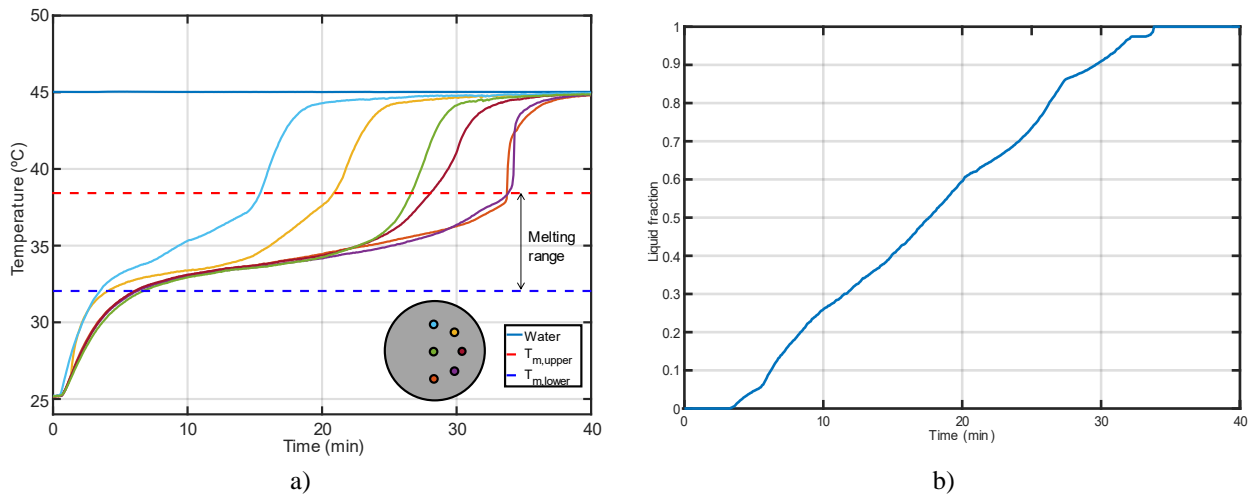 50
45
40
35
30
25
Temperature (ºC)
0
10
20
30
40
Time (min)
Melting
range
Water
T_m,upper
T_m,lower
a)
1
0.9
0.8
0.7
0.6
0.5
0.4
0.3
0.2
0.1
0
Liquid fraction
0
10
20
30
40
Time (min)
b)